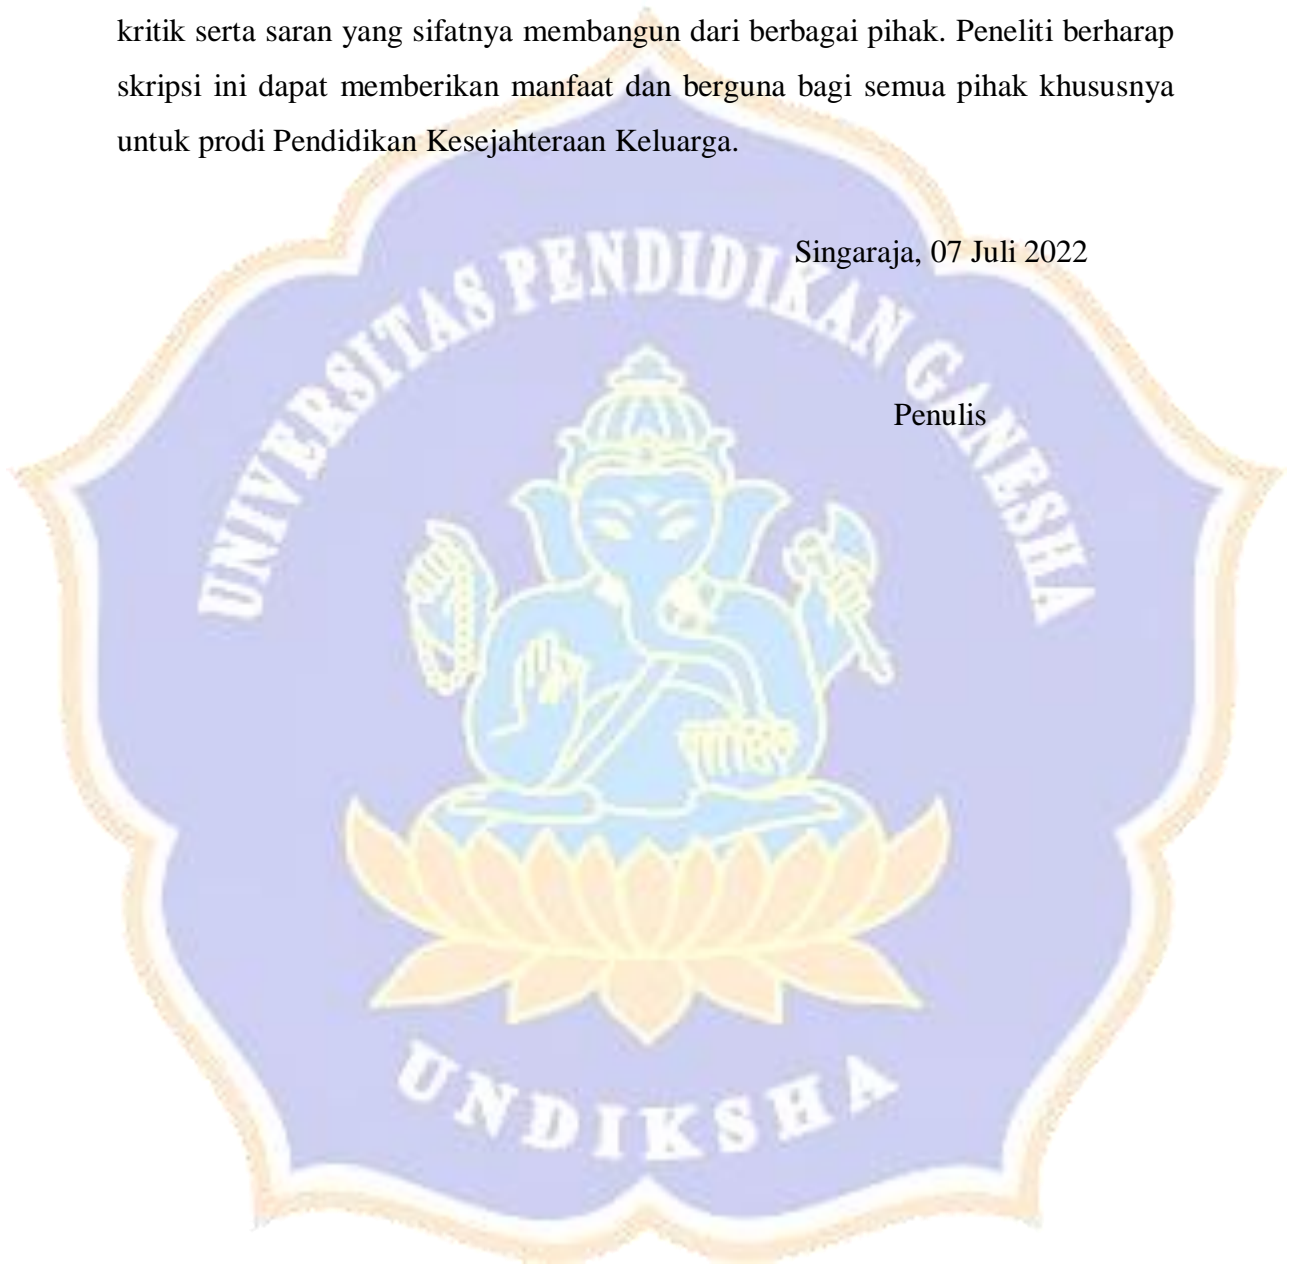 kritik serta saran yang sifatnya membangun dari berbagai pihak. Peneliti berharap
skripsi ini dapat memberikan manfaat dan berguna bagi semua pihak khususnya
untuk prodi Pendidikan Kesejahteraan Keluarga.
Singaraja, 07 Juli 2022
Penulis
UNIVERSITAS PENDIDIKAN GANESHA
UNDIKSHA